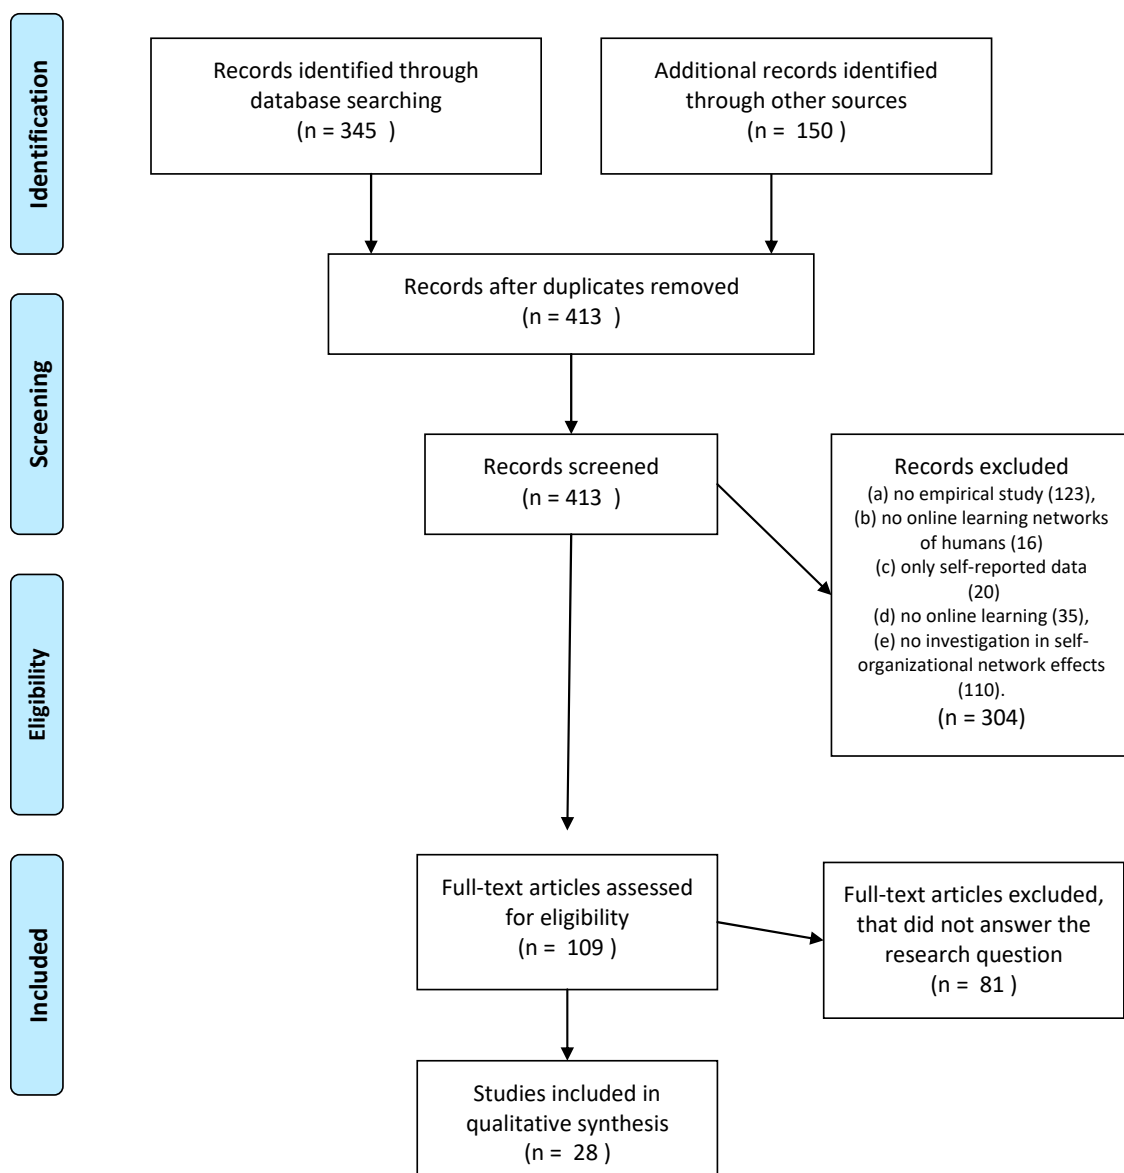 Identification
Records identified through
database searching
(n = 345  )
Additional records identified
through other sources
(n =  150 )
Records after duplicates removed
(n = 413  )
Screening
Records screened
(n = 413  )
Records excluded
(a) no empirical study (123),
(b) no online learning networks
of humans (16)
(c) only self-reported data
(20)
(d) no online learning (35),
(e) no investigation in self-
organizational network effects
(110).
(n = 304)
Eligibility
Full-text articles assessed
for eligibility
(n =  109 )
Full-text articles excluded,
that did not answer the
research question
(n =  81 )
Included
Studies included in
qualitative synthesis
(n =  28 )